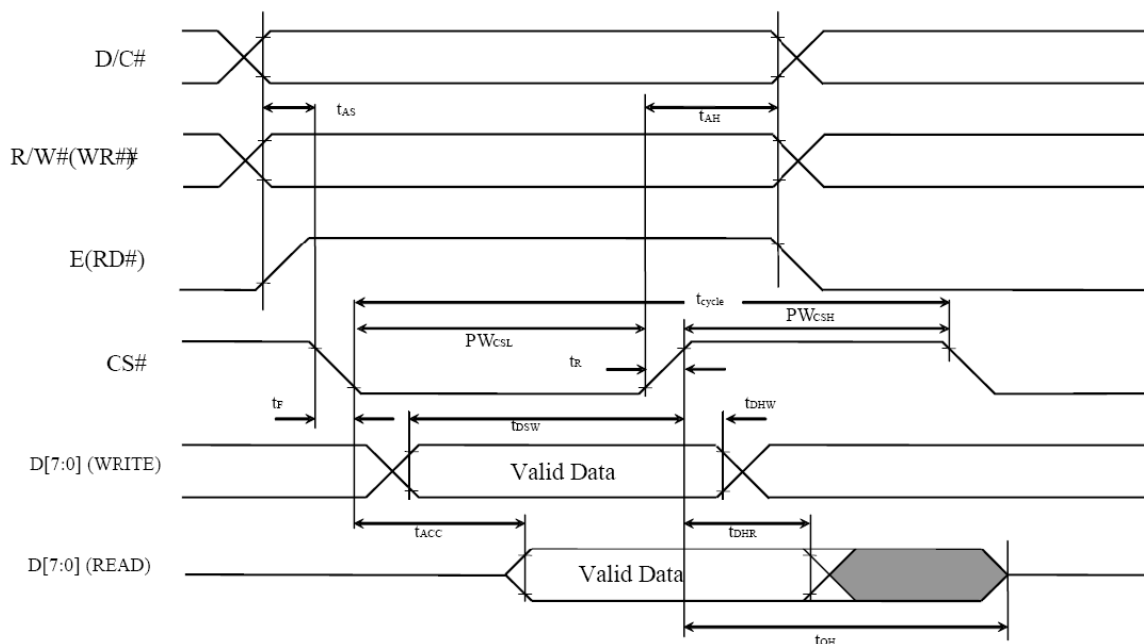 D/C#
tAS
tAH
R/W#(WR##
E(RD#)
tcycle
PWCSL
PWCSH
CS#
tR
tF
tDSW
tDHW
D[7:0] (WRITE)
Valid Data
tACC
tDHR
D[7:0] (READ)
Valid Data
tOH